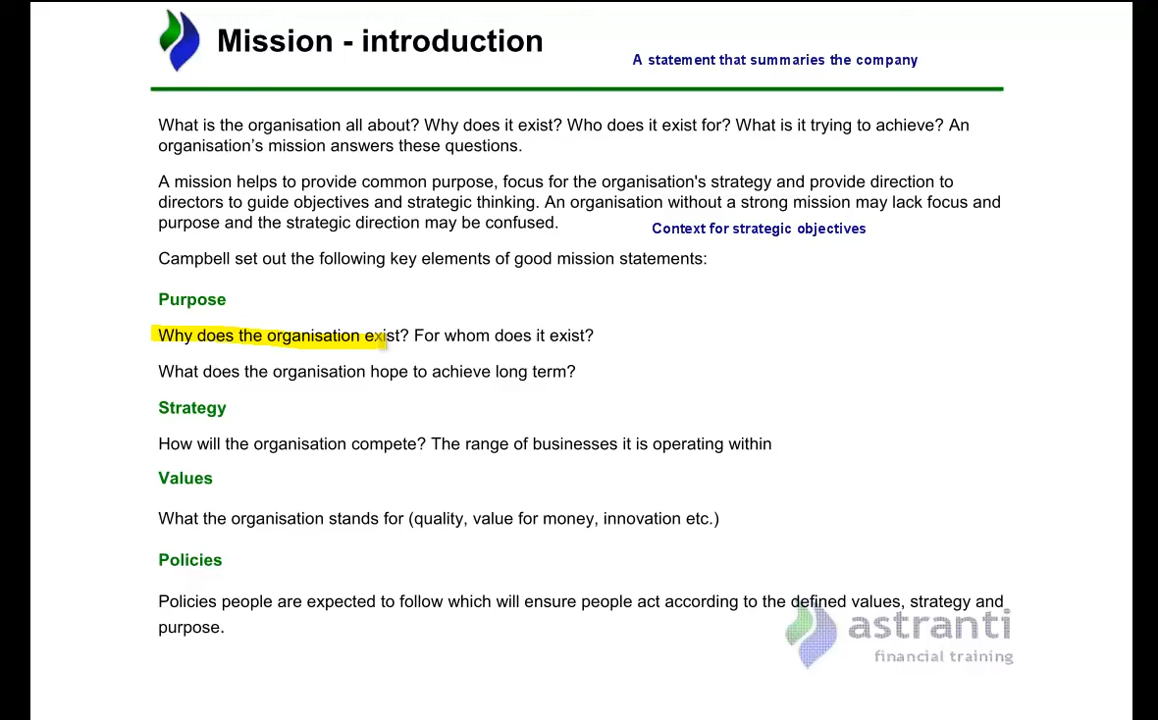 Mission - introduction
A statement that summaries the company
What is the organisation all about? Why does it exist? Who does it exist for? What is it trying to achieve? An
organisation's mission answers these questions.
A mission helps to provide common purpose, focus for the organisation's strategy and provide direction to
directors to guide objectives and strategic thinking. An organisation without a strong mission may lack focus and
purpose and the strategic direction may be confused.
Context for strategic objectives
Campbell set out the following key elements of good mission statements:
Purpose
Why does the organisation exist? For whom does it exist?
What does the organisation hope to achieve long term?
Strategy
How will the organisation compete? The range of businesses it is operating within
Values
What the organisation stands for (quality, value for money, innovation etc.)
Policies
Policies people are expected to follow which will ensure people act according to the defined values, strategy and
purpose.
astranti
financial training